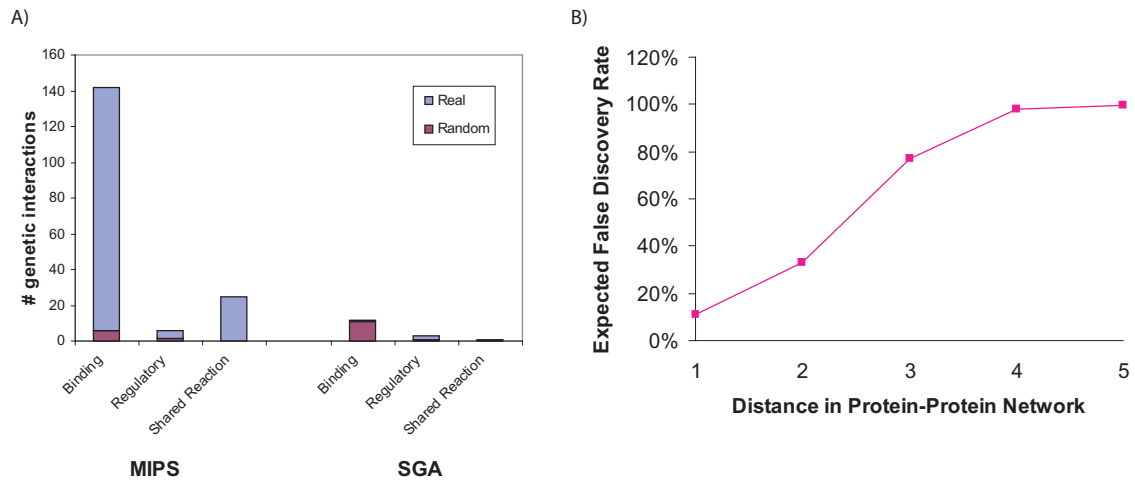 A)
160
140
120
100
80
60
40
20
0
# genetic interactions
Real
Random
Binding
Regulatory
Shared Reaction
Binding
Regulatory
Shared Reaction
MIPS
SGA
B)
120%
100%
80%
60%
40%
20%
0%
Expected False Discovery Rate
1 2 3 4 5
Distance in Protein-Protein Network